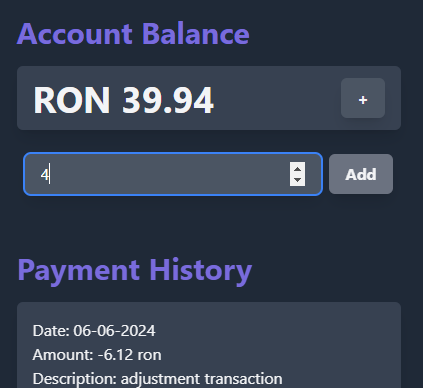 Account Balance
RON 39.94
+
4
Add
Payment History
Date: 06-06-2024
Amount: -6.12 ron
Description: adjustment transaction